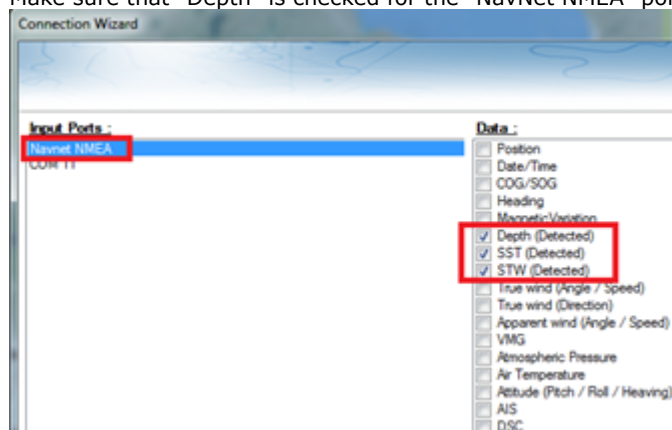 Make sure that "Depth" is checked for the "NavNet NMEA" po
Connection Wizard
Input Ports :
Navnet NMEA
COM 11
Data :
Position
Date/Time
COG/SOG
Heading
Magnetic Variation
Depth (Detected)
SST (Detected)
STW (Detected)
True wind (Angle / Speed)
True wind (Direction)
Apparent wind (Angle / Speed)
VMG
Atmospheric Pressure
Air Temperature
Attitude (Pitch / Roll / Heaving)
AIS
DSC